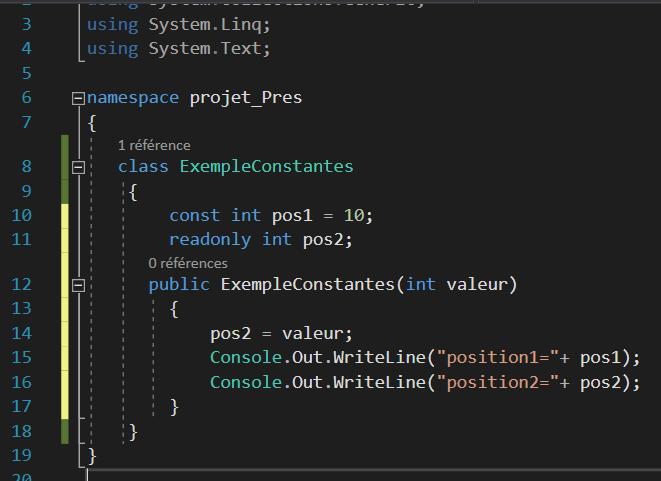 3 using System.Linq;
4 using System.Text;
5
6 namespace projet_Pres
7 {
1 référence
8 class ExempleConstantes
9 {
10 const int pos1 = 10;
11 readonly int pos2;
0 références
12 public ExempleConstantes(int valeur)
13 {
14 pos2 = valeur;
15 Console.Out.WriteLine("position1="+ pos1);
16 Console.Out.WriteLine("position2="+ pos2);
17 }
18 }
19 }
20